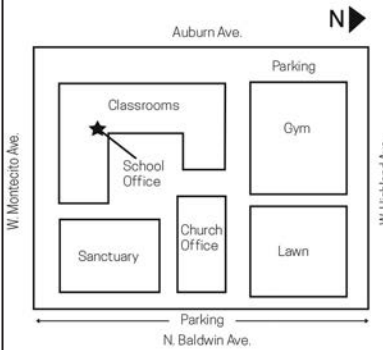 N
Auburn Ave.
Parking
Classrooms
Gym
School
Office
W. Montecito Ave.
Church
Office
Sanctuary
Lawn
Parking
N. Baldwin Ave.